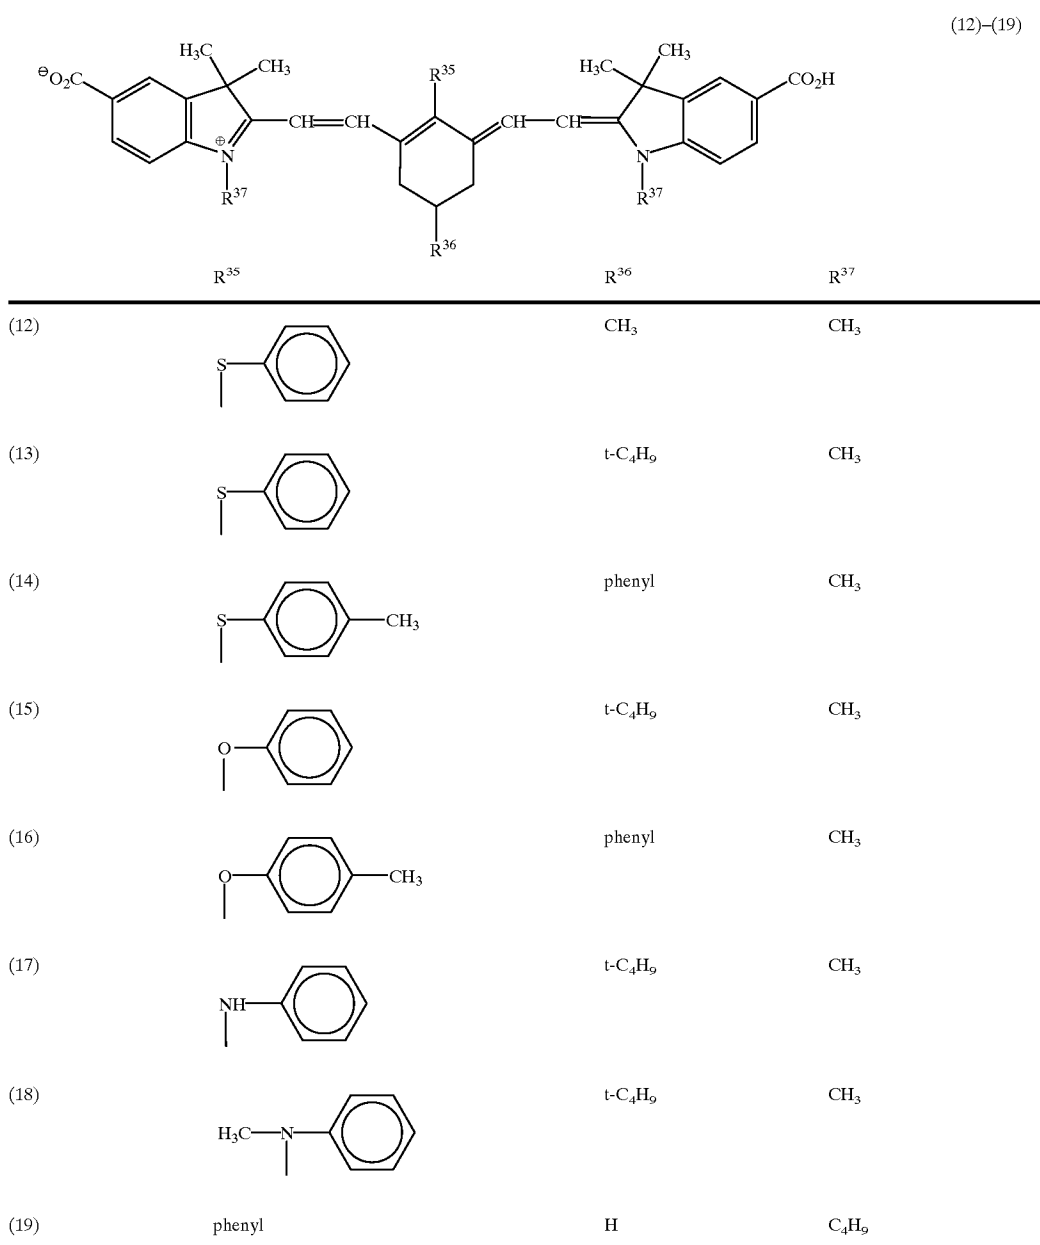 (12)–(19)
H₃C CH₃ H₃C CH₃
⊖O₂C R³⁵ CO₂H
CH CH CH CH
⊕
N N
R³⁷ R³⁷
R³⁶
R³⁵ R³⁶ R³⁷
(12) CH₃ CH₃
S
(13) t-C₄H₉ CH₃
S
(14) phenyl CH₃
S CH₃
(15) t-C₄H₉ CH₃
O
(16) phenyl CH₃
O CH₃
(17) t-C₄H₉ CH₃
NH
(18) t-C₄H₉ CH₃
H₃C N
(19) phenyl H C₄H₉